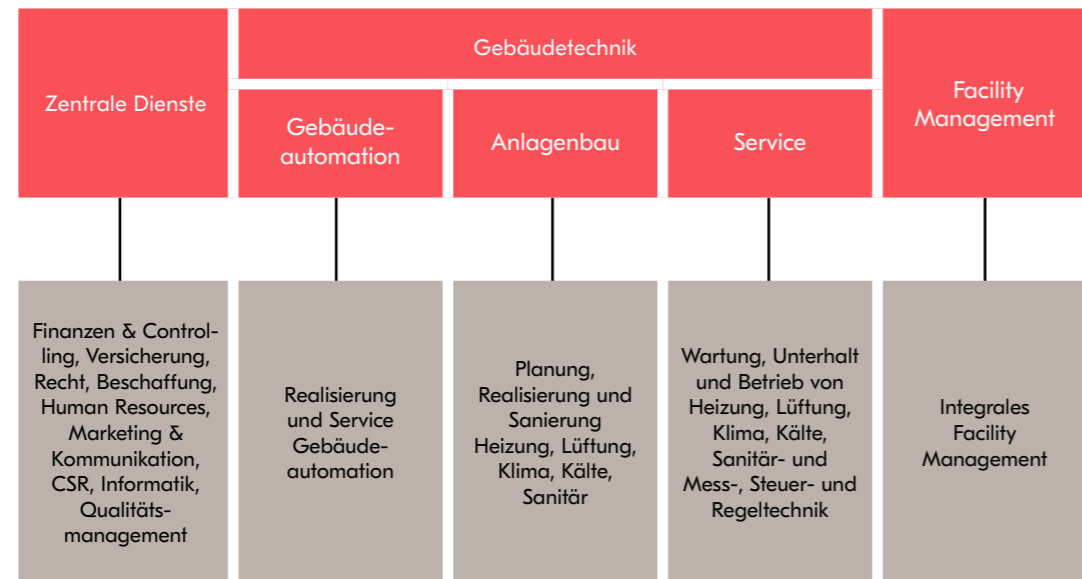 Zentrale Dienste
Gebäudetechnik
Gebäude-
automation
Anlagenbau
Service
Facility
Management
Finanzen & Control-
ling, Versicherung,
Recht, Beschaffung,
Human Resources,
Marketing &
Kommunikation,
CSR, Informatik,
Qualitäts-
management
Realisierung
und Service
Gebäude-
automation
Planung,
Realisierung und
Sanierung
Heizung, Lüftung,
Klima, Kälte,
Sanitär
Wartung, Unterhalt
und Betrieb von
Heizung, Lüftung,
Klima, Kälte,
Sanitär- und
Mess-, Steuer- und
Regeltechnik
Integrales
Facility
Management